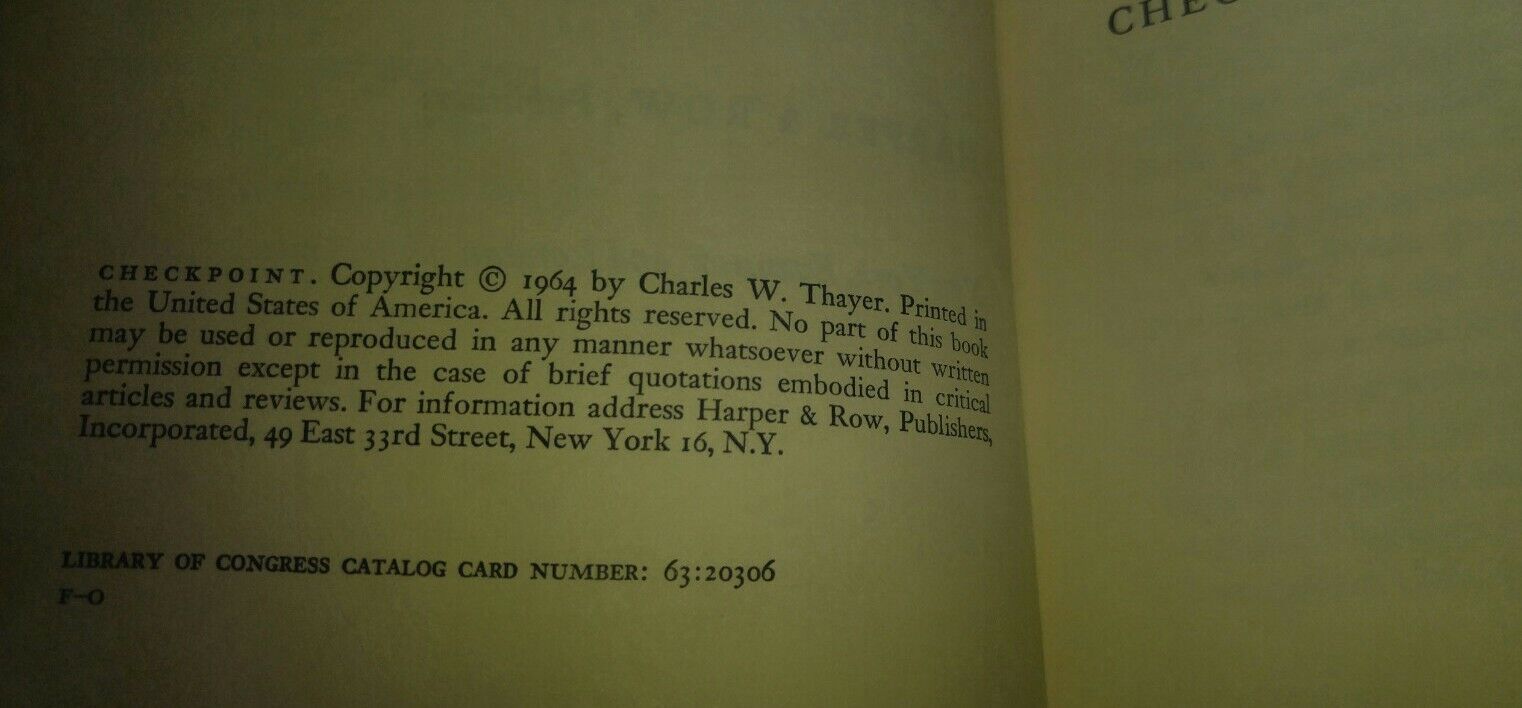 CHECKPOINT. Copyright © 1964 by Charles W. Thayer. Printed in
the United States of America. All rights reserved. No part of this book
may be used or reproduced in any manner whatsoever without written
permission except in the case of brief quotations embodied in critical
articles and reviews. For information address Harper & Row, Publishers,
Incorporated, 49 East 33rd Street, New York 16, N.Y.
LIBRARY OF CONGRESS CATALOG CARD NUMBER: 63:20306
F-O